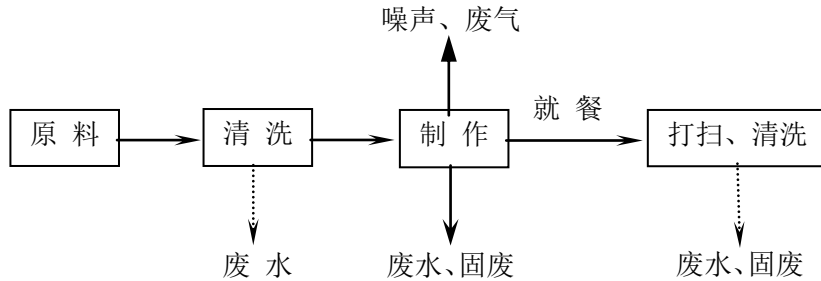 噪声、废气
就 餐
原 料
清 洗
制 作
打扫、清洗
废 水
废水、固废
废水、固废